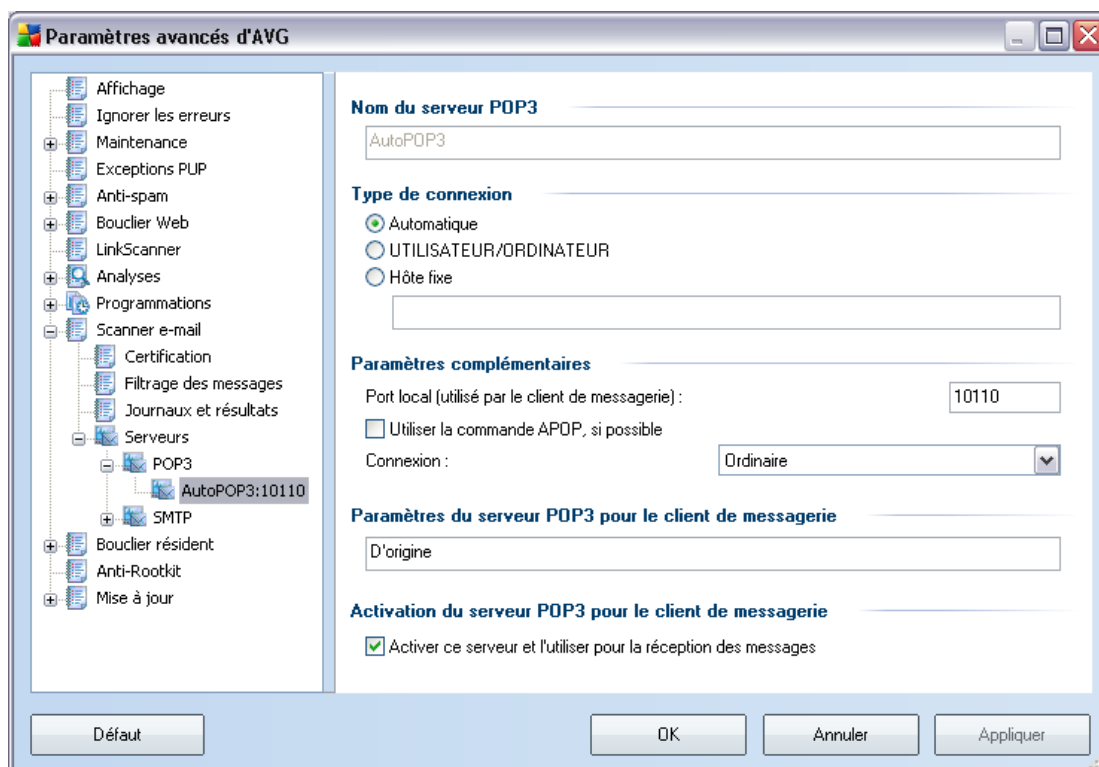 Paramètres avancés d'AVG
Affichage
Ignorer les erreurs
Maintenance
Exceptions PUP
Anti-spam
Bouclier Web
LinkScanner
Analyses
Programmations
Scanner e-mail
Certification
Filtrage des messages
Journaux et résultats
Serveurs
POP3
AutoPOP3:10110
SMTP
Bouclier résident
Anti-Rootkit
Mise à jour
Nom du serveur POP3
AutoPOP3
Type de connexion
Automatique
UTILISATEUR/ORDINATEUR
Hôte fixe
Paramètres complémentaires
Port local (utilisé par le client de messagerie) : 10110
Utiliser la commande APOP, si possible
Connexion : Ordinaire
Paramètres du serveur POP3 pour le client de messagerie
D'origine
Activation du serveur POP3 pour le client de messagerie
Activer ce serveur et l'utiliser pour la réception des messages
Défaut OK Annuler Appliquer